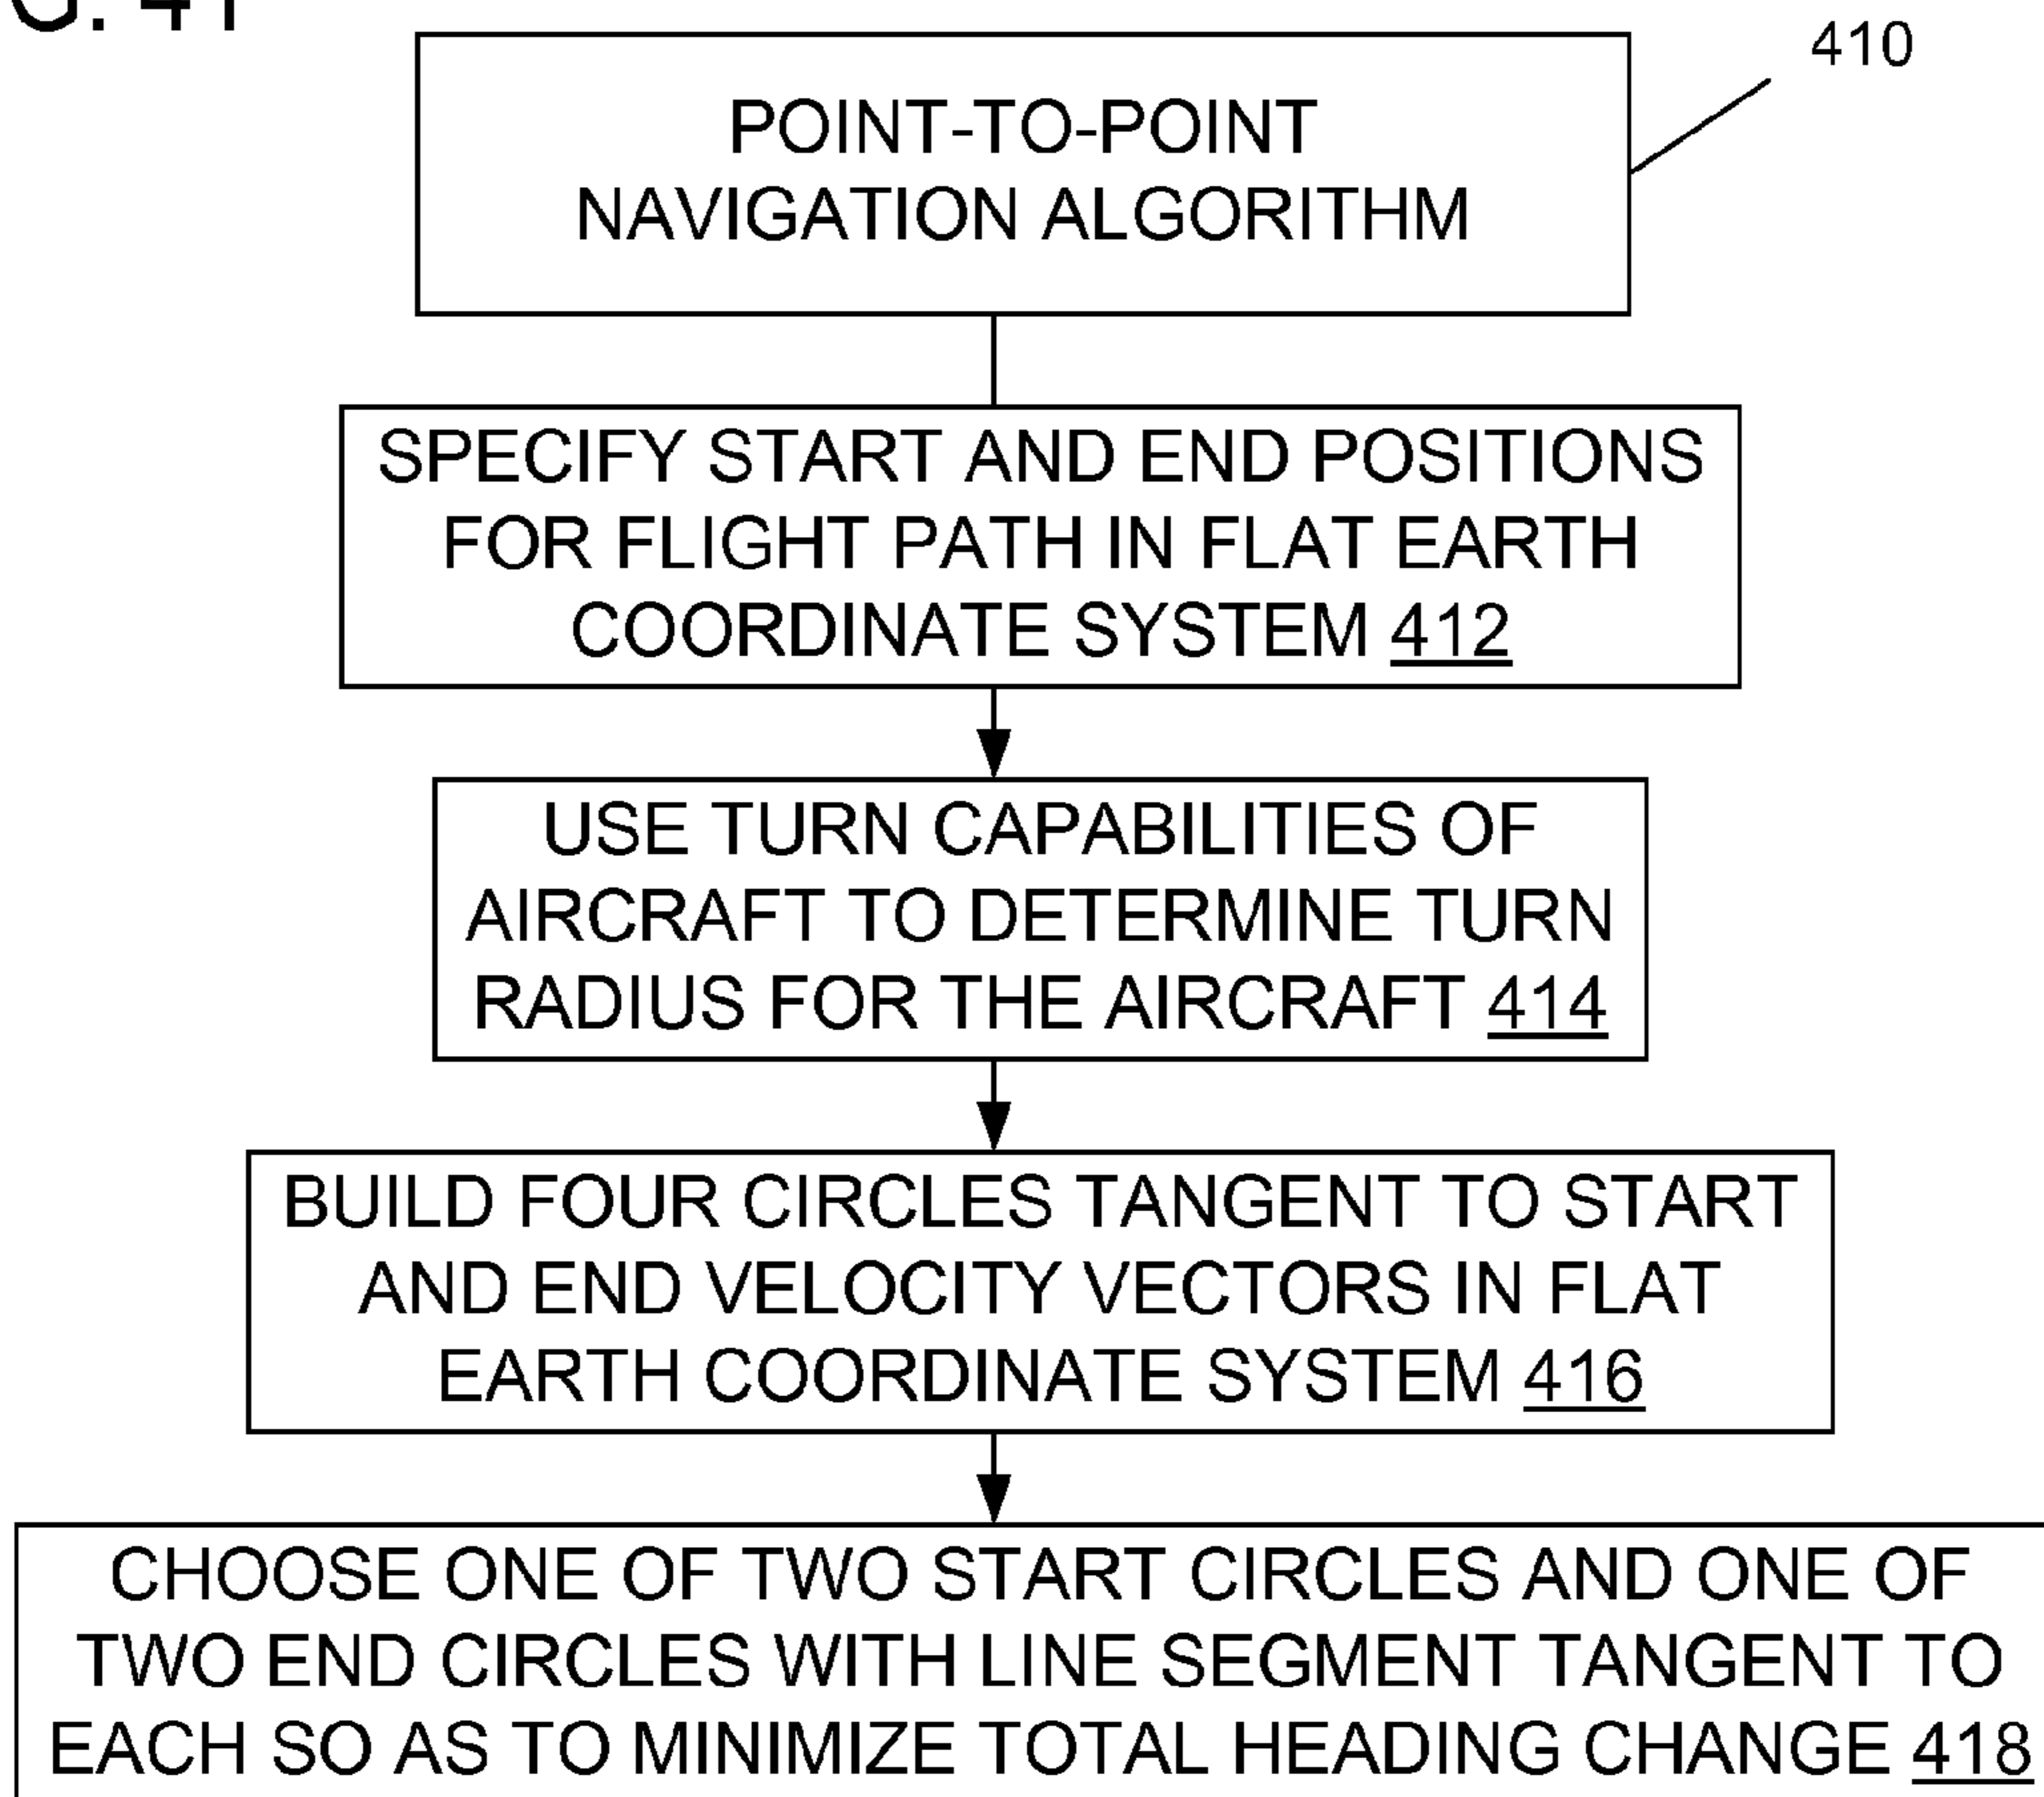 G. 41
410
POINT-TO-POINT
NAVIGATION ALGORITHM
SPECIFY START AND END POSITIONS
FOR FLIGHT PATH IN FLAT EARTH
COORDINATE SYSTEM 412
USE TURN CAPABILITIES OF
AIRCRAFT TO DETERMINE TURN
RADIUS FOR THE AIRCRAFT 414
BUILD FOUR CIRCLES TANGENT TO START
AND END VELOCITY VECTORS IN FLAT
EARTH COORDINATE SYSTEM 416
CHOOSE ONE OF TWO START CIRCLES AND ONE OF
TWO END CIRCLES WITH LINE SEGMENT TANGENT TO
EACH SO AS TO MINIMIZE TOTAL HEADING CHANGE 418